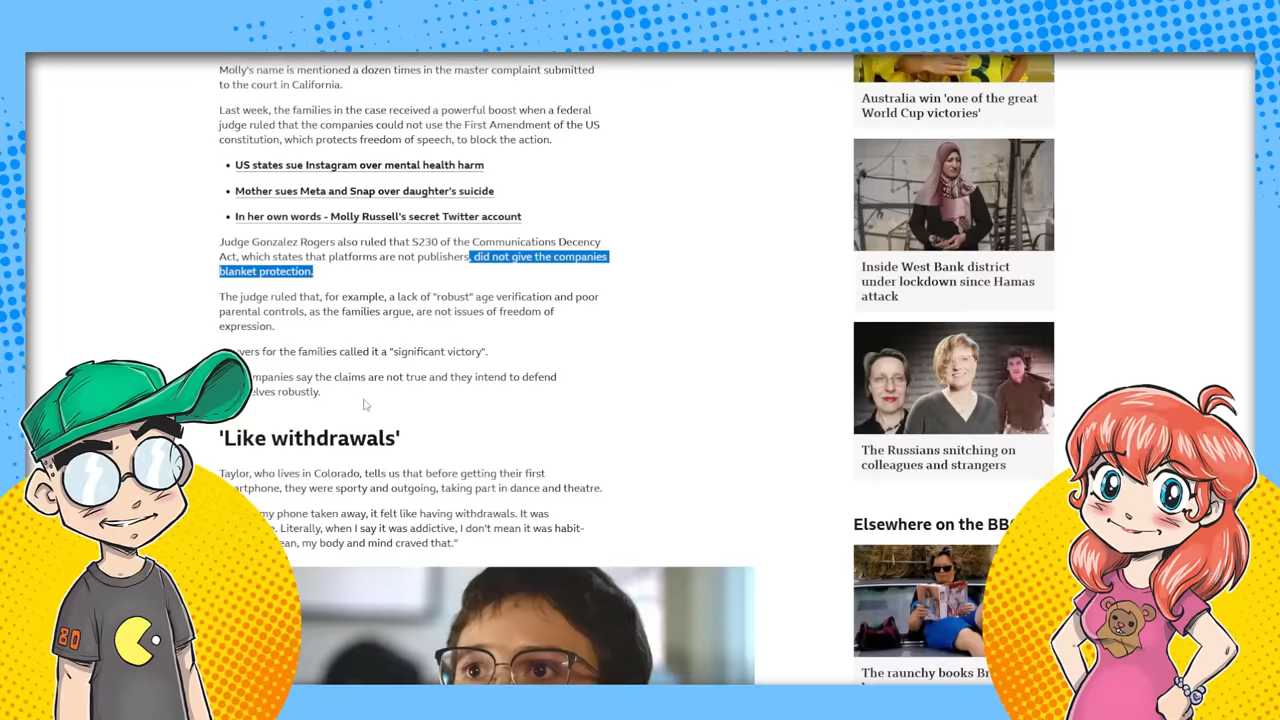 Molly's name is mentioned a dozen times in the master complaint submitted
to the court in California.
Last week, the families in the case received a powerful boost when a federal
judge ruled that the companies could not use the First Amendment of the US
constitution, which protects freedom of speech, to block the action.
• US states sue Instagram over mental health harm
• Mother sues Meta and Snap over daughter's suicide
• In her own words - Molly Russell's secret Twitter account
Judge Gonzalez Rogers also ruled that S230 of the Communications Decency
Act, which states that platforms are not publishers, did not give the companies
blanket protection.
The judge ruled that, for example, a lack of "robust" age verification and poor
parental controls, as the families argue, are not issues of freedom of
expression.
for the families called it a "significant victory".
say the claims are not true and they intend to defend
robustly.
'Like withdrawals'
Taylor, who lives in Colorado, tells us that before getting their first
they were sporty and outgoing, taking part in dance and theatre.
my phone taken away, it felt like having withdrawals. It was
Literally, when I say it was addictive, I don't mean it was habit-
my body and mind craved that."
Australia win 'one of the great
World Cup victories'
Inside West Bank district
under lockdown since Hamas
attack
The Russians snitching on
colleagues and strangers
Elsewhere on the
The raunchy books
80